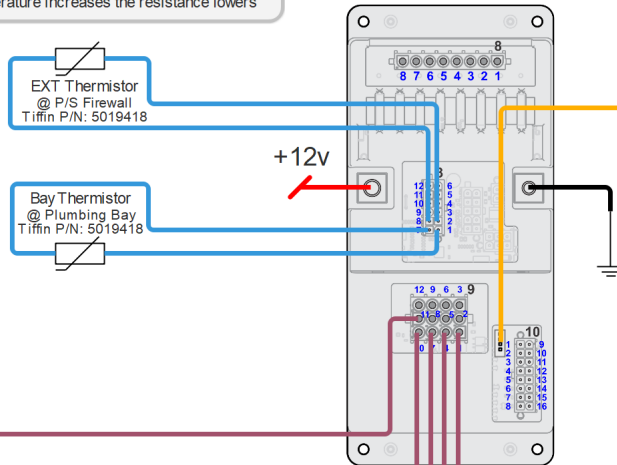 erature increases the resistance lowers
8
8 7 6 5 4 3 2 1
EXT Thermistor
@ P/S Firewall
Tiffin P/N: 5019418
+12v
12 6
11 5
10 4
9 3
8 2
1
Bay Thermistor
@ Plumbing Bay
Tiffin P/N: 5019418
12 9 6 3 9
11 8 5 2
10
1 9
2 10
3 11
4 12
5 13
6 14
7 15
8 16